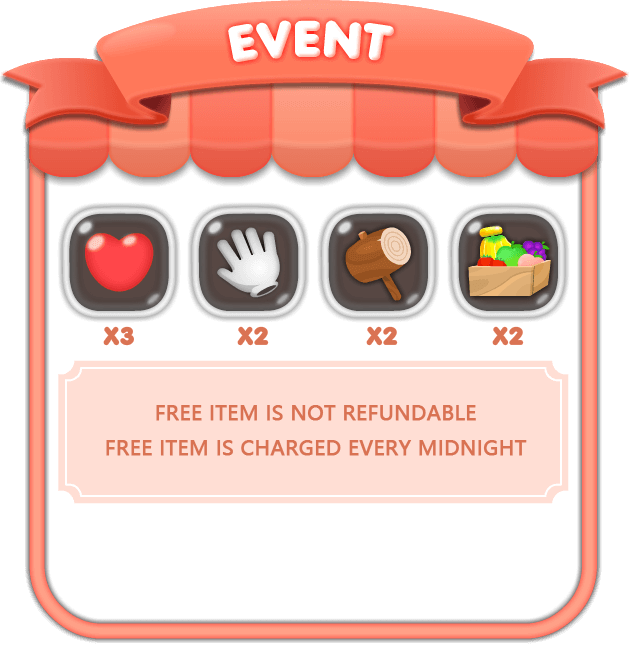 EVENT
X3 X2 X2 X2
FREE ITEM IS NOT REFUNDABLE
FREE ITEM IS CHARGED EVERY MIDNIGHT